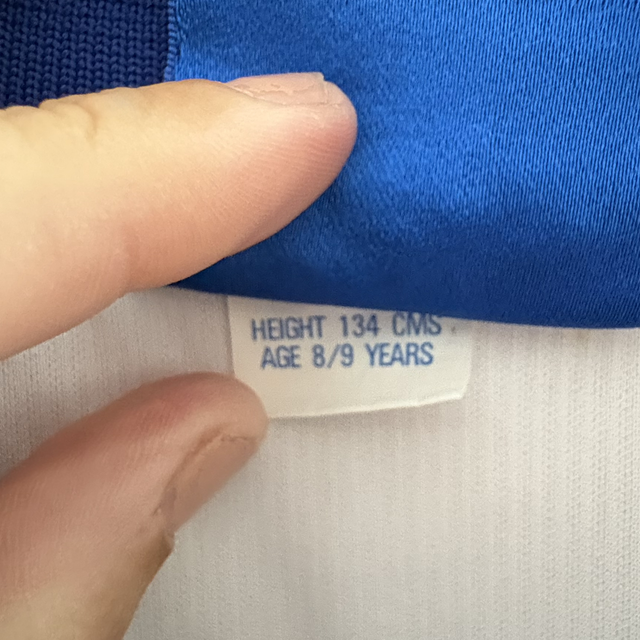 HEIGHT 134 CMS.
AGE 8/9 YEARS